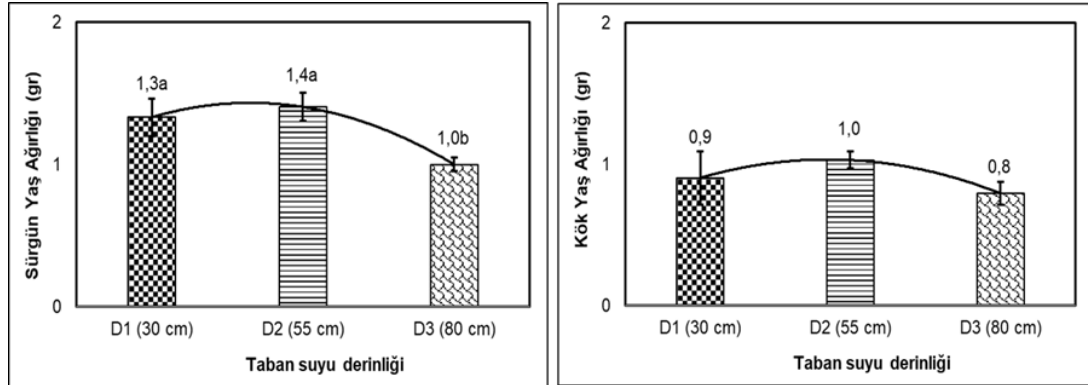 Sürgün Yaş Ağırlığı (gr)
2
1
0
1,3a
1,4a
1,0b
D1 (30 cm)
D2 (55 cm)
D3 (80 cm)
Taban suyu derinliği
Kök Yaş Ağırlığı (gr)
2
1
0
0,9
1,0
0,8
D1 (30 cm)
D2 (55 cm)
D3 (80 cm)
Taban suyu derinliği